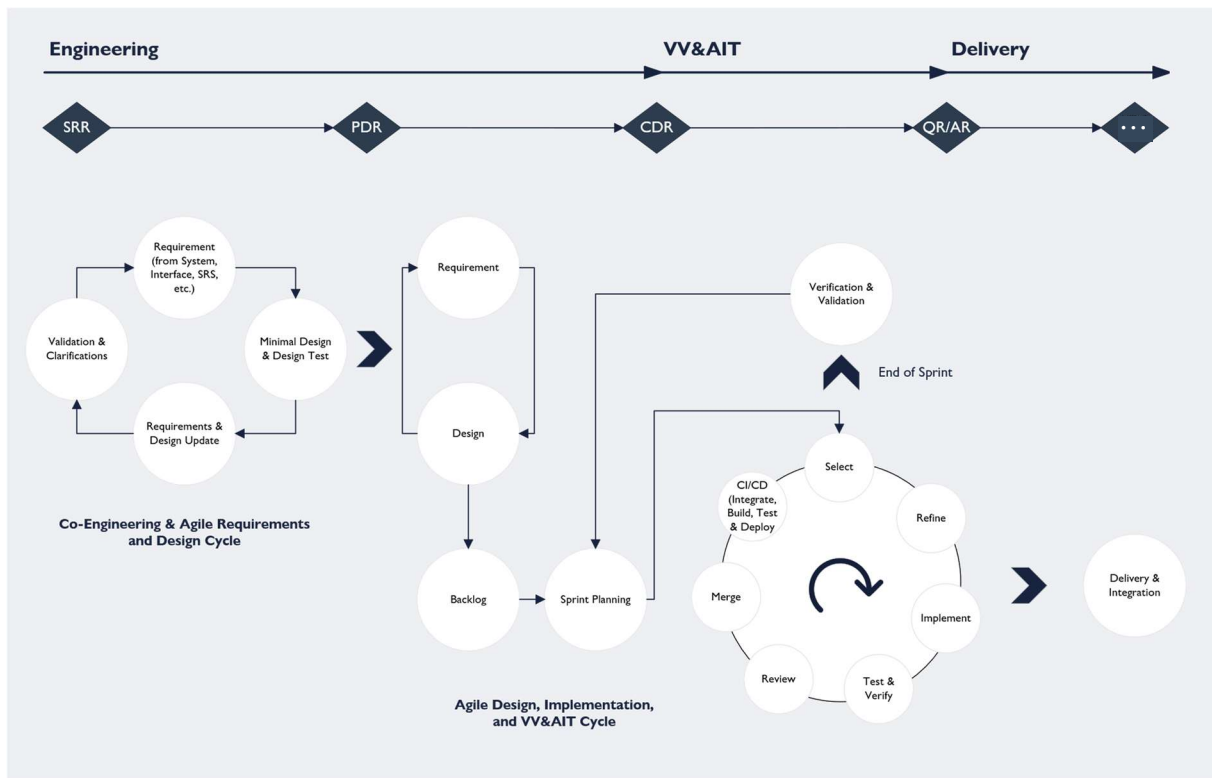 Engineering
VV&AIT
Delivery
SRR
PDR
CDR
QR/AR
...
Requirement
(from System,
Interface, SRS,
etc.)
Validation &
Clarifications
Minimal Design
& Design Test
Requirements &
Design Update
Co-Engineering & Agile Requirements
and Design Cycle
Requirement
Design
Backlog
Sprint Planning
Verification &
Validation
End of Sprint
Select
Refine
Implement
Test &
Verify
Review
Merge
CI/CD
(Integrate,
Build, Test
& Deploy
Delivery &
Integration
Agile Design, Implementation,
and VV&AIT Cycle